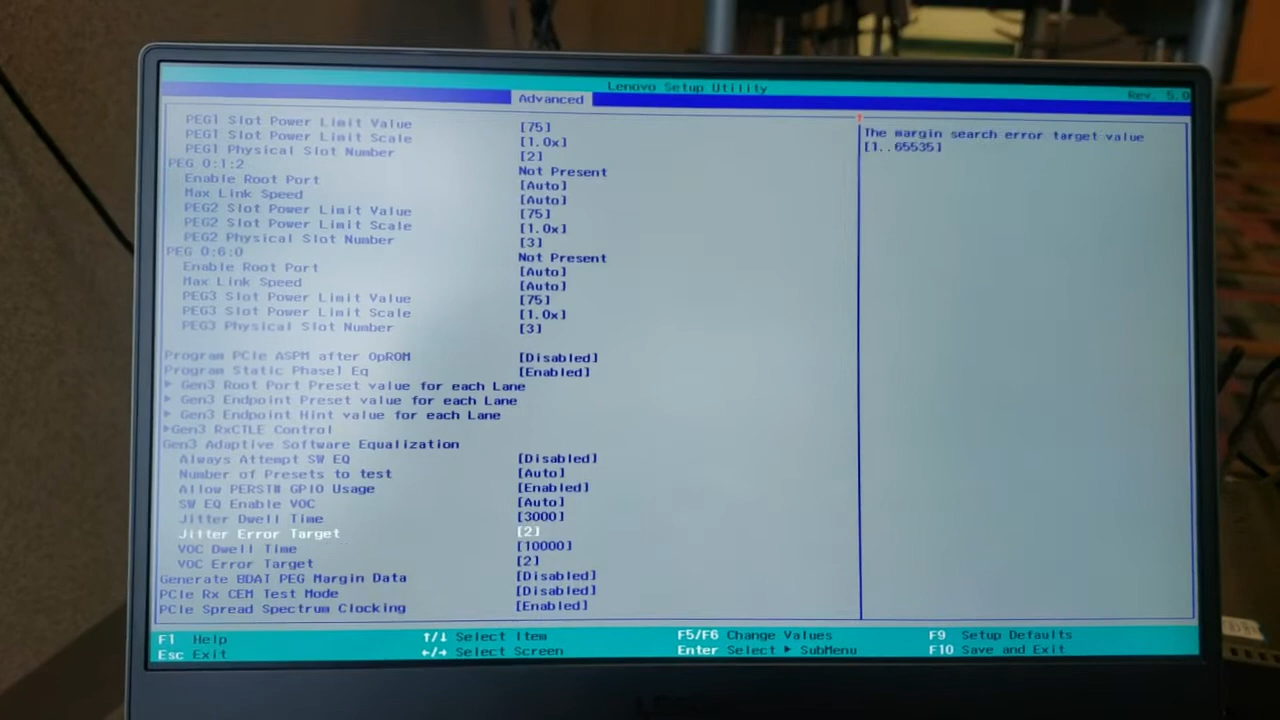 Lenovo Setup Utility
Rev. 5.0
Advanced
PEG1 Slot Power Limit Value [75]
PEG1 Slot Power Limit Scale [1.0x]
PEG1 Physical Slot Number [2]
PEG 0:1:2 Not Present
Enable Root Port [Auto]
Max Link Speed [Auto]
PEG2 Slot Power Limit Value [75]
PEG2 Slot Power Limit Scale [1.0x]
PEG2 Physical Slot Number [3]
PEG 0:6:0 Not Present
Enable Root Port [Auto]
Max Link Speed [Auto]
PEG3 Slot Power Limit Value [75]
PEG3 Slot Power Limit Scale [1.0x]
PEG3 Physical Slot Number [3]
Program PCIe ASPM after OpROM [Disabled]
Program Static Phase1 Eq [Enabled]
▶ Gen3 Root Port Preset value for each Lane
▶ Gen3 Endpoint Preset value for each Lane
▶ Gen3 Endpoint Hint value for each Lane
▶Gen3 RxCTLE Control
Gen3 Adaptive Software Equalization
Always Attempt SW EQ [Disabled]
Number of Presets to test [Auto]
Allow PERST# GPIO Usage [Enabled]
SW EQ Enable VOC [Auto]
Jitter Dwell Time [3000]
Jitter Error Target [2]
VOC Dwell Time [10000]
VOC Error Target [2]
Generate BDAT PEG Margin Data [Disabled]
PCIe Rx CEM Test Mode [Disabled]
PCIe Spread Spectrum Clocking [Enabled]
The margin search error target value
[1..65535]
F1 Help ↑/↓ Select Item F5/F6 Change Values F9 Setup Defaults
Esc Exit ←/→ Select Screen Enter Select ▶ SubMenu F10 Save and Exit